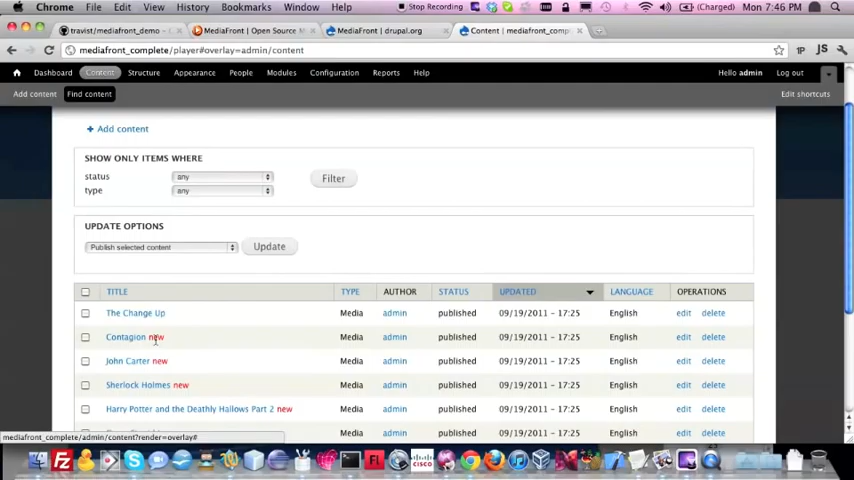 Chrome File Edit View History Bookmarks Window Help Stop Recording (Charged) 7:46 PM
travist/mediafront_demo - MediaFront | Open Source M MediaFront | drupal.org Content | mediafront_comple
mediafront_complete/player#overlay=admin/content
Dashboard Content Structure Appearance People Modules Configuration Reports Help Hello admin Log out
Add content Find content Edit shortcuts
+ Add content
SHOW ONLY ITEMS WHERE
status any
Filter
type any
UPDATE OPTIONS
Publish selected content Update
TITLE TYPE AUTHOR STATUS UPDATED LANGUAGE OPERATIONS
The Change Up Media admin published 09/19/2011 - 17:25 English edit delete
Contagion new Media admin published 09/19/2011 - 17:25 English edit delete
John Carter new Media admin published 09/19/2011 - 17:25 English edit delete
Sherlock Holmes new Media admin published 09/19/2011 - 17:25 English edit delete
Harry Potter and the Deathly Hallows Part 2 new Media admin published 09/19/2011 - 17:25 English edit delete
Media admin published 09/19/2011 - 17:25 English edit delete
mediafront_complete/admin/content?render=overlay#